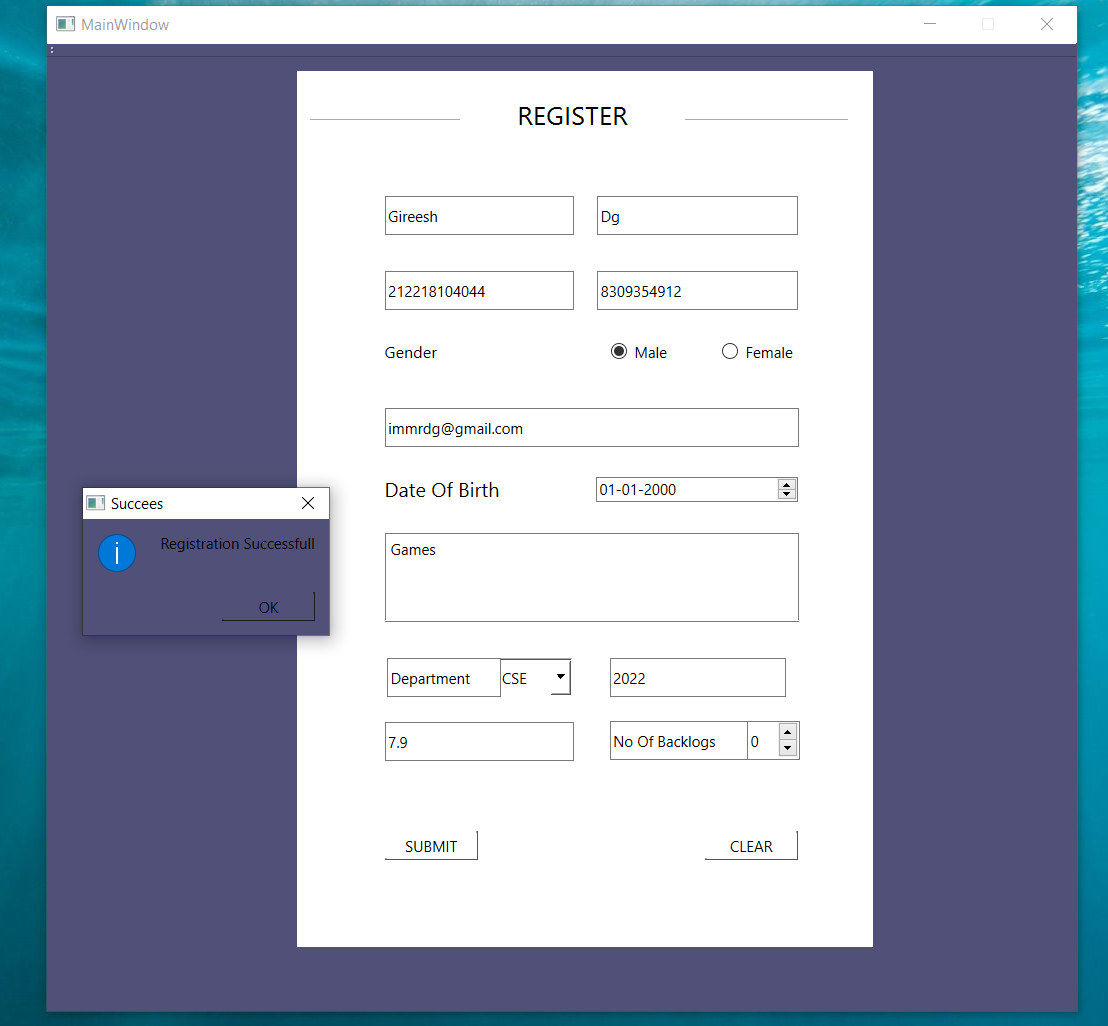 MainWindow
REGISTER
Gireesh Dg
212218104044 8309354912
Gender Male Female
immrdg@gmail.com
Date Of Birth 01-01-2000
Succees
Registration Successfull
OK
Games
Department CSE 2022
7.9 No Of Backlogs 0
SUBMIT CLEAR